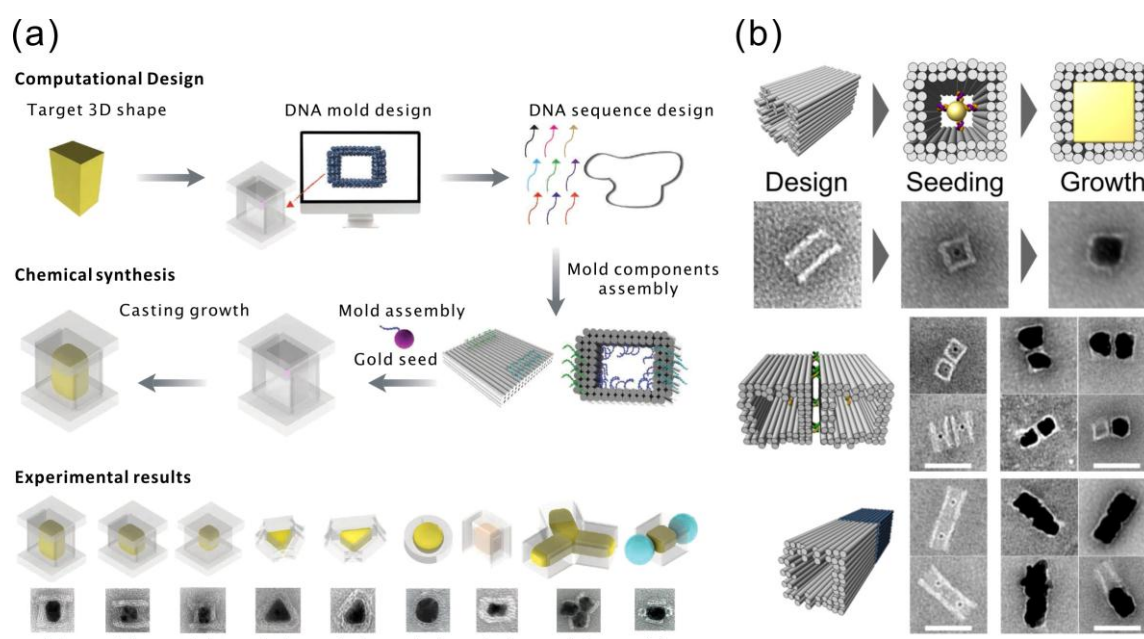 (a)
Computational Design
Target 3D shape
DNA mold design
DNA sequence design
Chemical synthesis
Casting growth
Mold assembly
Gold seed
Mold components
assembly
Experimental results
(b)
Design
Seeding
Growth